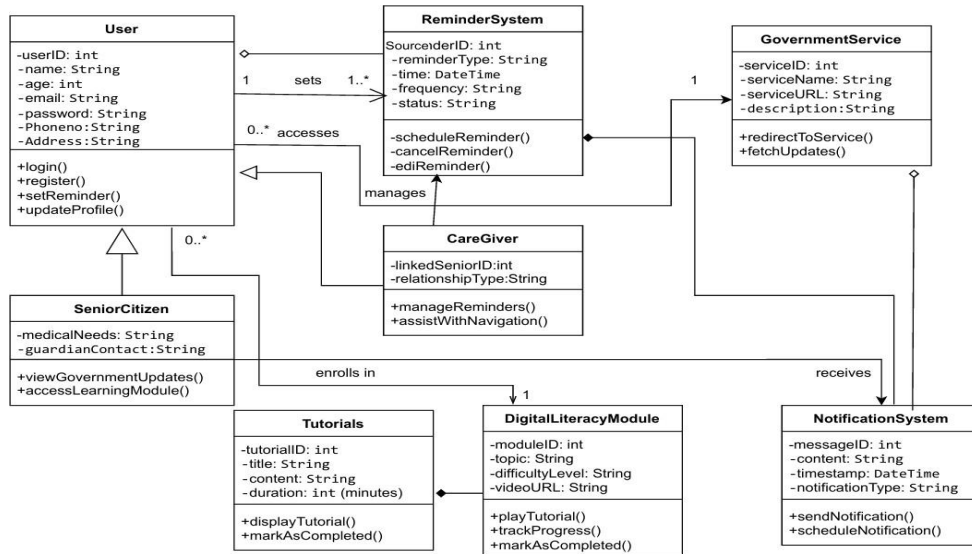 User
-userID: int
-name: String
-age: int
-email: String
-password: String
-Phoneno:String
-Address:String
+login()
+register()
+setReminder()
+updateProfile()
1
sets
1..*
0..*
accesses
manages
1
ReminderSystem
SourcenderID: int
-reminderType: String
-time: DateTime
-frequency: String
-status: String
-scheduleReminder()
-cancelReminder()
-ediReminder()
GovernmentService
-serviceID: int
-serviceName: String
-serviceURL: String
-description:String
+redirectToService()
+fetchUpdates()
CareGiver
-linkedSeniorID:int
-relationshipType:String
+manageReminders()
+assistWithNavigation()
0..*
SeniorCitizen
-medicalNeeds: String
-guardianContact:String
+viewGovernmentUpdates()
+accessLearningModule()
enrolls in
1
receives
Tutorials
-tutorialID: int
-title: String
-content: String
-duration: int (minutes)
+displayTutorial()
+markAsCompleted()
DigitalLiteracyModule
-moduleID: int
-topic: String
-difficultyLevel: String
-videoURL: String
+playTutorial()
+trackProgress()
+markAsCompleted()
NotificationSystem
-messageID: int
-content: String
-timestamp: DateTime
-notificationType: String
+sendNotification()
+scheduleNotification()